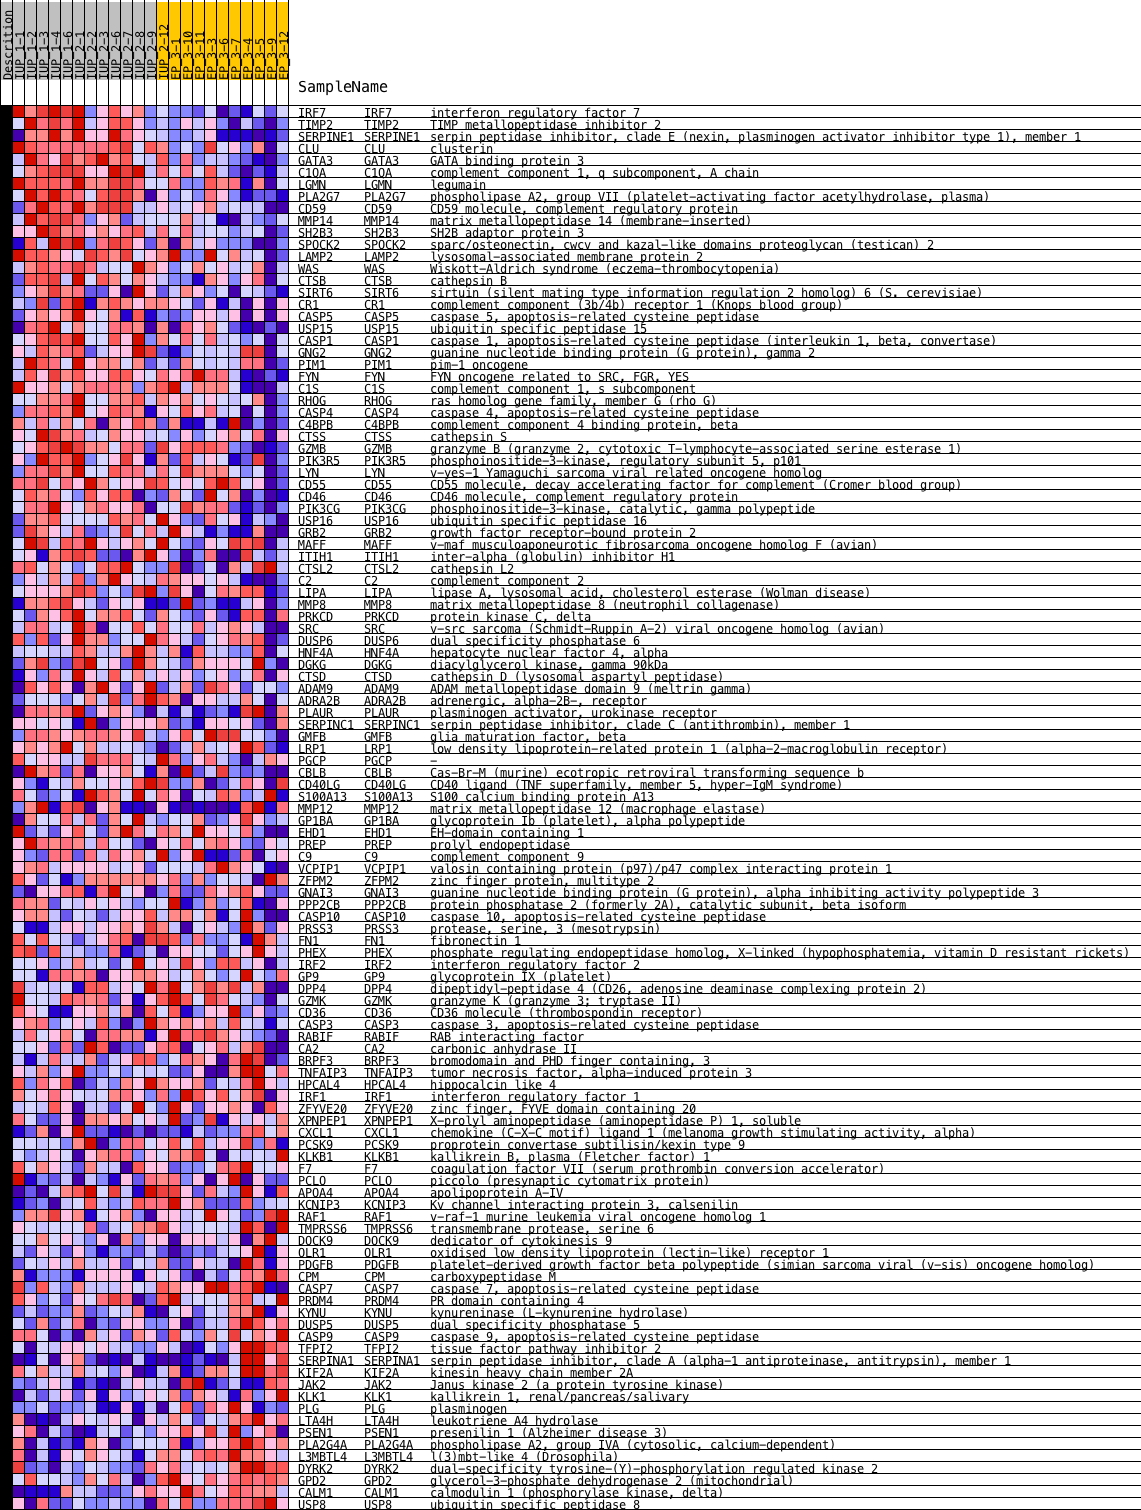 Descrition
IUP_1-1
IUP_1-2
IUP_1-3
IUP_1-4
IUP_1-6
IUP_2-1
IUP_2-2
IUP_2-3
IUP_2-6
IUP_2-7
IUP_2-8
IUP_2-9
IUP_2-12
EP_3-1
EP_3-10
EP_3-11
EP_3-3
EP_3-6
EP_3-7
EP_3-4
EP_3-5
EP_3-9
EP_3-12
SampleName
IRF7 IRF7 interferon regulatory factor 7
TIMP2 TIMP2 TIMP metallopeptidase inhibitor 2
SERPINE1 SERPINE1 serpin peptidase inhibitor, clade E (nexin, plasminogen activator inhibitor type 1), member 1
CLU CLU clusterin
GATA3 GATA3 GATA binding protein 3
C1QA C1QA complement component 1, q subcomponent, A chain
LGMN LGMN legumain
PLA2G7 PLA2G7 phospholipase A2, group VII (platelet-activating factor acetylhydrolase, plasma)
CD59 CD59 CD59 molecule, complement regulatory protein
MMP14 MMP14 matrix metallopeptidase 14 (membrane-inserted)
SH2B3 SH2B3 SH2B adaptor protein 3
SPOCK2 SPOCK2 sparc/osteonectin, cwcv and kazal-like domains proteoglycan (testican) 2
LAMP2 LAMP2 lysosomal-associated membrane protein 2
WAS WAS Wiskott-Aldrich syndrome (eczema-thrombocytopenia)
CTSB CTSB cathepsin B
SIRT6 SIRT6 sirtuin (silent mating type information regulation 2 homolog) 6 (S. cerevisiae)
CR1 CR1 complement component (3b/4b) receptor 1 (Knops blood group)
CASP5 CASP5 caspase 5, apoptosis-related cysteine peptidase
USP15 USP15 ubiquitin specific peptidase 15
CASP1 CASP1 caspase 1, apoptosis-related cysteine peptidase (interleukin 1, beta, convertase)
GNG2 GNG2 guanine nucleotide binding protein (G protein), gamma 2
PIM1 PIM1 pim-1 oncogene
FYN FYN FYN oncogene related to SRC, FGR, YES
C1S C1S complement component 1, s subcomponent
RHOG RHOG ras homolog gene family, member G (rho G)
CASP4 CASP4 caspase 4, apoptosis-related cysteine peptidase
C4BPB C4BPB complement component 4 binding protein, beta
CTSS CTSS cathepsin S
GZMB GZMB granzyme B (granzyme 2, cytotoxic T-lymphocyte-associated serine esterase 1)
PIK3R5 PIK3R5 phosphoinositide-3-kinase, regulatory subunit 5, p101
LYN LYN v-yes-1 Yamaguchi sarcoma viral related oncogene homolog
CD55 CD55 CD55 molecule, decay accelerating factor for complement (Cromer blood group)
CD46 CD46 CD46 molecule, complement regulatory protein
PIK3CG PIK3CG phosphoinositide-3-kinase, catalytic, gamma polypeptide
USP16 USP16 ubiquitin specific peptidase 16
GRB2 GRB2 growth factor receptor-bound protein 2
MAFF MAFF v-maf musculoaponeurotic fibrosarcoma oncogene homolog F (avian)
ITIH1 ITIH1 inter-alpha (globulin) inhibitor H1
CTSL2 CTSL2 cathepsin L2
C2 C2 complement component 2
LIPA LIPA lipase A, lysosomal acid, cholesterol esterase (Wolman disease)
MMP8 MMP8 matrix metallopeptidase 8 (neutrophil collagenase)
PRKCD PRKCD protein kinase C, delta
SRC SRC v-src sarcoma (Schmidt-Ruppin A-2) viral oncogene homolog (avian)
DUSP6 DUSP6 dual specificity phosphatase 6
HNF4A HNF4A hepatocyte nuclear factor 4, alpha
DGKG DGKG diacylglycerol kinase, gamma 90kDa
CTSD CTSD cathepsin D (lysosomal aspartyl peptidase)
ADAM9 ADAM9 ADAM metallopeptidase domain 9 (meltrin gamma)
ADRA2B ADRA2B adrenergic, alpha-2B-, receptor
PLAUR PLAUR plasminogen activator, urokinase receptor
SERPINC1 SERPINC1 serpin peptidase inhibitor, clade C (antithrombin), member 1
GMFB GMFB glia maturation factor, beta
LRP1 LRP1 low density lipoprotein-related protein 1 (alpha-2-macroglobulin receptor)
PGCP PGCP -
CBLB CBLB Cas-Br-M (murine) ecotropic retroviral transforming sequence b
CD40LG CD40LG CD40 ligand (TNF superfamily, member 5, hyper-IgM syndrome)
S100A13 S100A13 S100 calcium binding protein A13
MMP12 MMP12 matrix metallopeptidase 12 (macrophage elastase)
GP1BA GP1BA glycoprotein Ib (platelet), alpha polypeptide
EHD1 EHD1 EH-domain containing 1
PREP PREP prolyl endopeptidase
C9 C9 complement component 9
VCPIP1 VCPIP1 valosin containing protein (p97)/p47 complex interacting protein 1
ZFPM2 ZFPM2 zinc finger protein, multitype 2
GNAI3 GNAI3 guanine nucleotide binding protein (G protein), alpha inhibiting activity polypeptide 3
PPP2CB PPP2CB protein phosphatase 2 (formerly 2A), catalytic subunit, beta isoform
CASP10 CASP10 caspase 10, apoptosis-related cysteine peptidase
PRSS3 PRSS3 protease, serine, 3 (mesotrypsin)
FN1 FN1 fibronectin 1
PHEX PHEX phosphate regulating endopeptidase homolog, X-linked (hypophosphatemia, vitamin D resistant rickets)
IRF2 IRF2 interferon regulatory factor 2
GP9 GP9 glycoprotein IX (platelet)
DPP4 DPP4 dipeptidyl-peptidase 4 (CD26, adenosine deaminase complexing protein 2)
GZMK GZMK granzyme K (granzyme 3; tryptase II)
CD36 CD36 CD36 molecule (thrombospondin receptor)
CASP3 CASP3 caspase 3, apoptosis-related cysteine peptidase
RABIF RABIF RAB interacting factor
CA2 CA2 carbonic anhydrase II
BRPF3 BRPF3 bromodomain and PHD finger containing, 3
TNFAIP3 TNFAIP3 tumor necrosis factor, alpha-induced protein 3
HPCAL4 HPCAL4 hippocalcin like 4
IRF1 IRF1 interferon regulatory factor 1
ZFYVE20 ZFYVE20 zinc finger, FYVE domain containing 20
XPNPEP1 XPNPEP1 X-prolyl aminopeptidase (aminopeptidase P) 1, soluble
CXCL1 CXCL1 chemokine (C-X-C motif) ligand 1 (melanoma growth stimulating activity, alpha)
PCSK9 PCSK9 proprotein convertase subtilisin/kexin type 9
KLKB1 KLKB1 kallikrein B, plasma (Fletcher factor) 1
F7 F7 coagulation factor VII (serum prothrombin conversion accelerator)
PCLO PCLO piccolo (presynaptic cytomatrix protein)
APOA4 APOA4 apolipoprotein A-IV
KCNIP3 KCNIP3 Kv channel interacting protein 3, calsenilin
RAF1 RAF1 v-raf-1 murine leukemia viral oncogene homolog 1
TMPRSS6 TMPRSS6 transmembrane protease, serine 6
DOCK9 DOCK9 dedicator of cytokinesis 9
OLR1 OLR1 oxidised low density lipoprotein (lectin-like) receptor 1
PDGFB PDGFB platelet-derived growth factor beta polypeptide (simian sarcoma viral (v-sis) oncogene homolog)
CPM CPM carboxypeptidase M
CASP7 CASP7 caspase 7, apoptosis-related cysteine peptidase
PRDM4 PRDM4 PR domain containing 4
KYNU KYNU kynureninase (L-kynurenine hydrolase)
DUSP5 DUSP5 dual specificity phosphatase 5
CASP9 CASP9 caspase 9, apoptosis-related cysteine peptidase
TFPI2 TFPI2 tissue factor pathway inhibitor 2
SERPINA1 SERPINA1 serpin peptidase inhibitor, clade A (alpha-1 antiproteinase, antitrypsin), member 1
KIF2A KIF2A kinesin heavy chain member 2A
JAK2 JAK2 Janus kinase 2 (a protein tyrosine kinase)
KLK1 KLK1 kallikrein 1, renal/pancreas/salivary
PLG PLG plasminogen
LTA4H LTA4H leukotriene A4 hydrolase
PSEN1 PSEN1 presenilin 1 (Alzheimer disease 3)
PLA2G4A PLA2G4A phospholipase A2, group IVA (cytosolic, calcium-dependent)
L3MBTL4 L3MBTL4 l(3)mbt-like 4 (Drosophila)
DYRK2 DYRK2 dual-specificity tyrosine-(Y)-phosphorylation regulated kinase 2
GPD2 GPD2 glycerol-3-phosphate dehydrogenase 2 (mitochondrial)
CALM1 CALM1 calmodulin 1 (phosphorylase kinase, delta)
USP8 USP8 ubiquitin specific peptidase 8